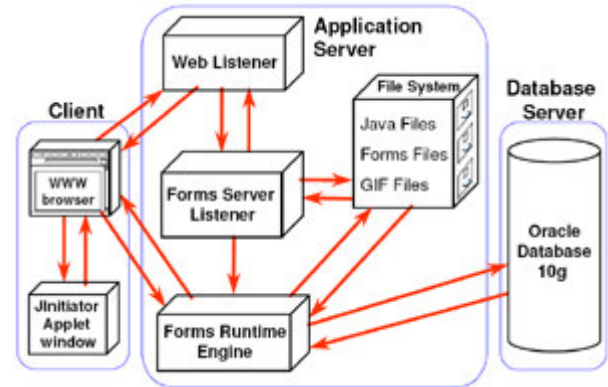 Application
Server
Web Listener
File System
Java Files
Forms Files
GIF Files
Database
Server
Client
WWW
browser
Forms Server
Listener
Oracle
Database
10g
JInitiator
Applet
window
Forms Runtime
Engine